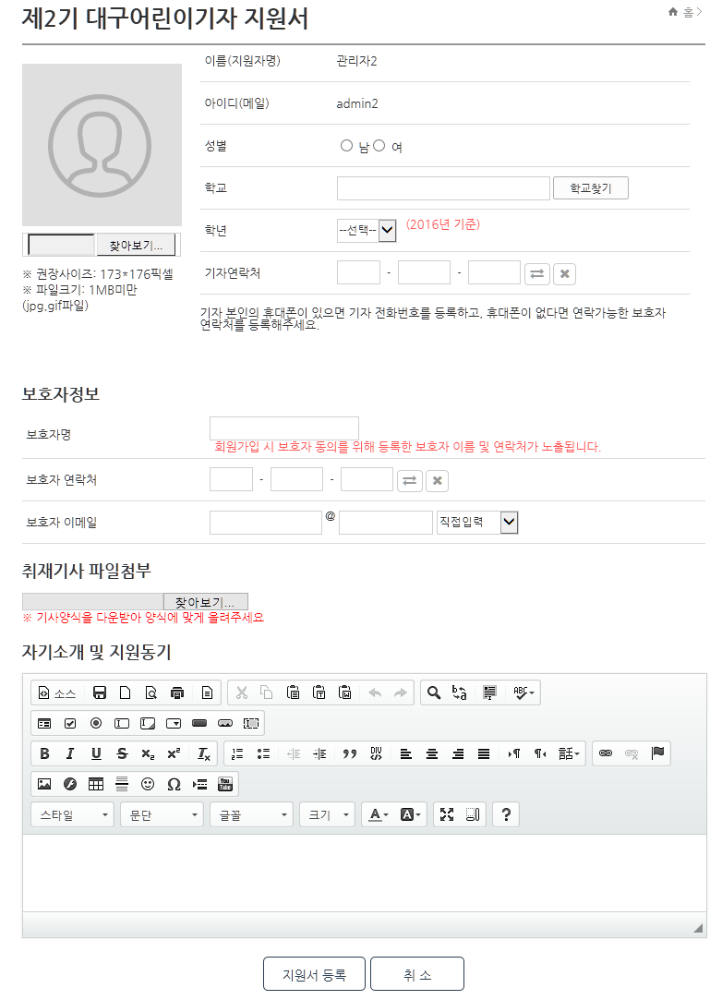 제2기 대구어린이기자 지원서
홈
이름(지원자명) 관리자2
아이디(메일) admin2
성별 남 여
학교 학교찾기
학년 --선택-- (2016년 기준)
찾아보기...
기자연락처 - -
※ 권장사이즈: 173*176픽셀
※ 파일크기: 1MB미만
(jpg,gif파일)
기자 본인의 휴대폰이 있으면 기자 전화번호를 등록하고, 휴대폰이 없다면 연락가능한 보호자
연락처를 등록해주세요.
보호자정보
보호자명
회원가입 시 보호자 동의를 위해 등록한 보호자 이름 및 연락처가 노출됩니다.
보호자 연락처 - -
보호자 이메일 @ 직접입력
취재기사 파일첨부
찾아보기...
※ 기사양식을 다운받아 양식에 맞게 올려주세요
자기소개 및 지원동기
소스 ABC
B I U S x₂ x² Tx DIV 話
Ω You Tube
스타일 문단 글꼴 크기 A A ?
지원서 등록 취 소